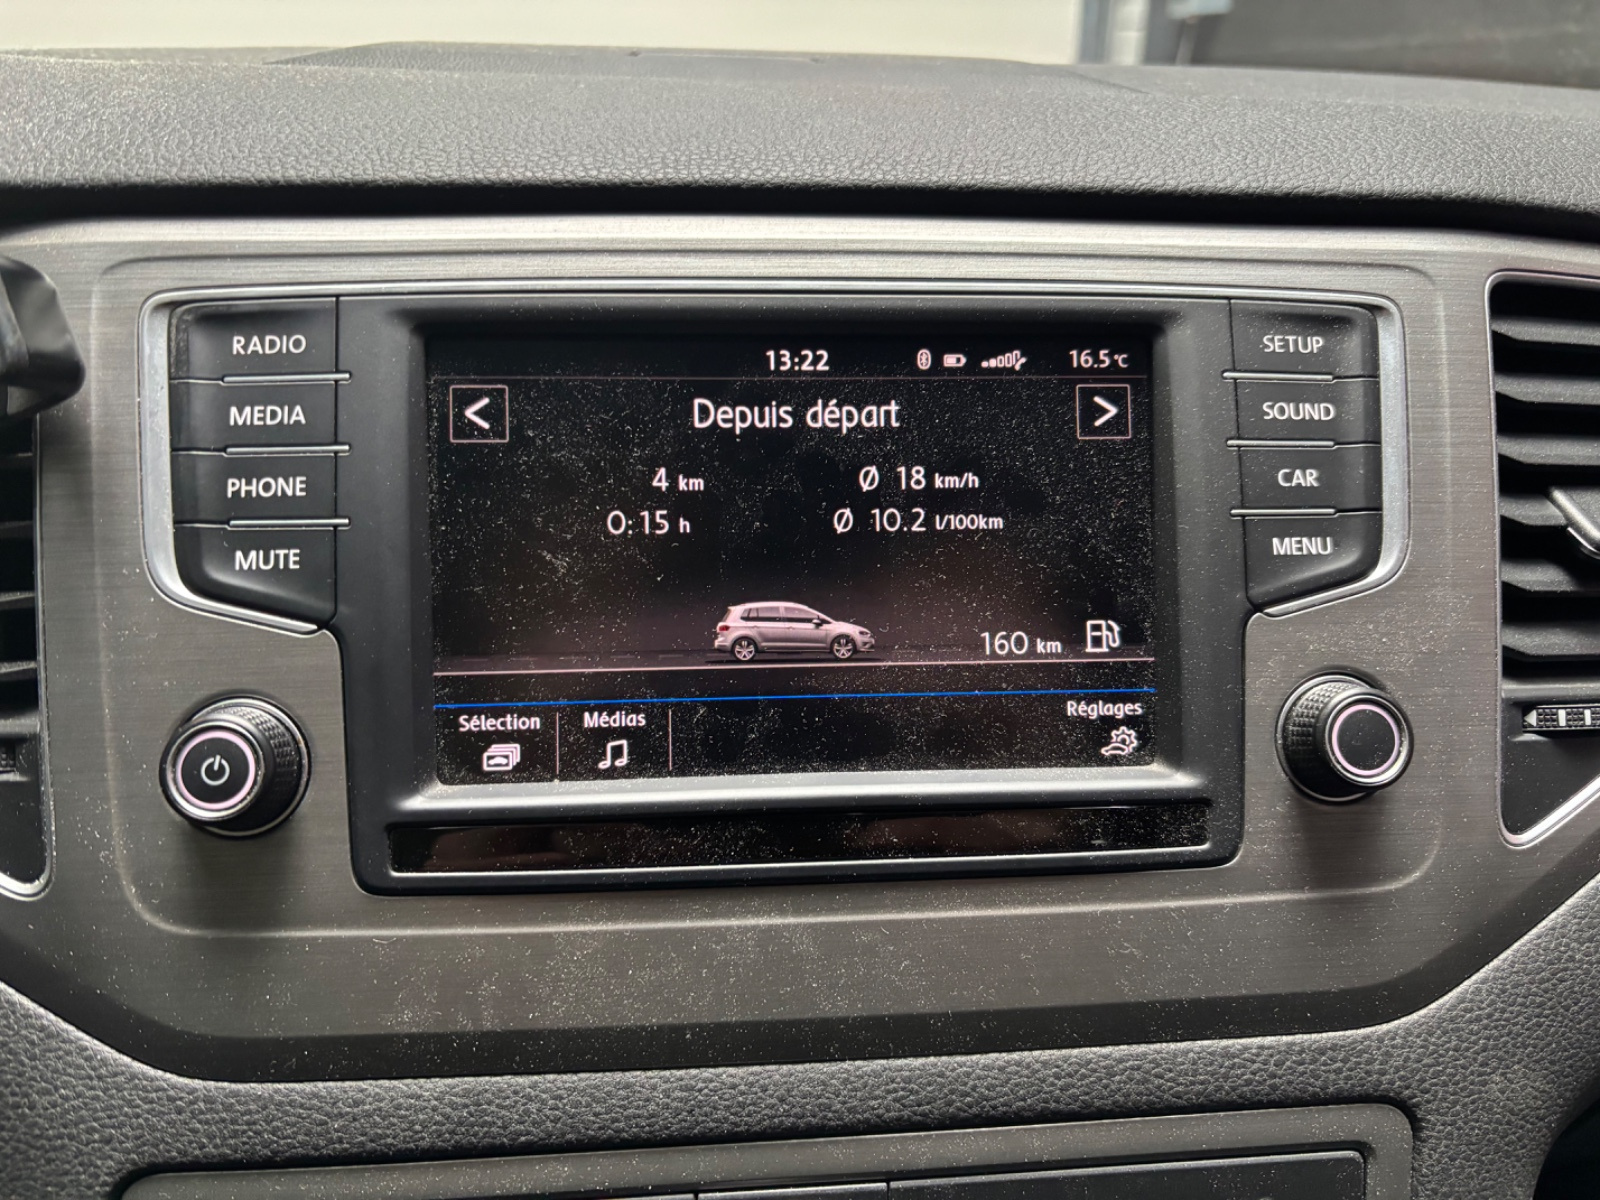 RADIO
MEDIA
PHONE
MUTE
13:22
16.5°C
Depuis départ
4 km
Ø 18 km/h
0:15 h
Ø 10.2 l/100km
160 km
Sélection
Médias
Réglages
SETUP
SOUND
CAR
MENU